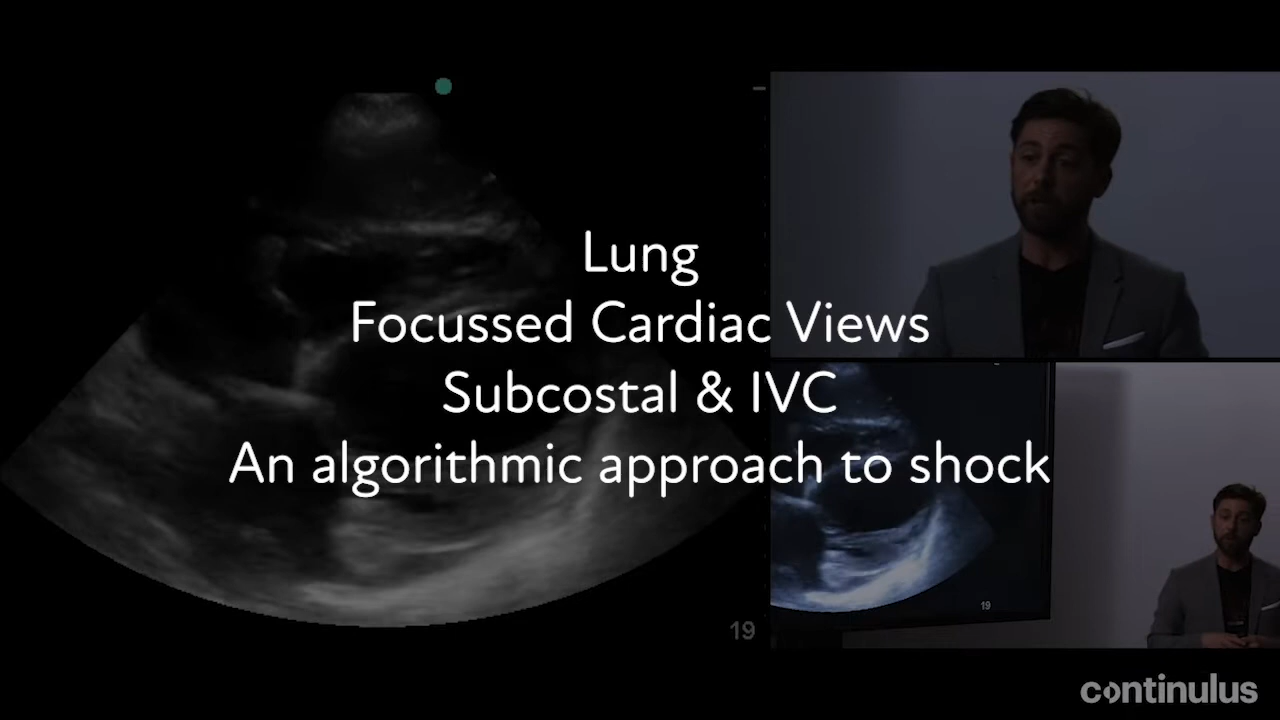 Lung
Focussed Cardiac Views
Subcostal & IVC
An algorithmic approach to shock
19
19
continulus